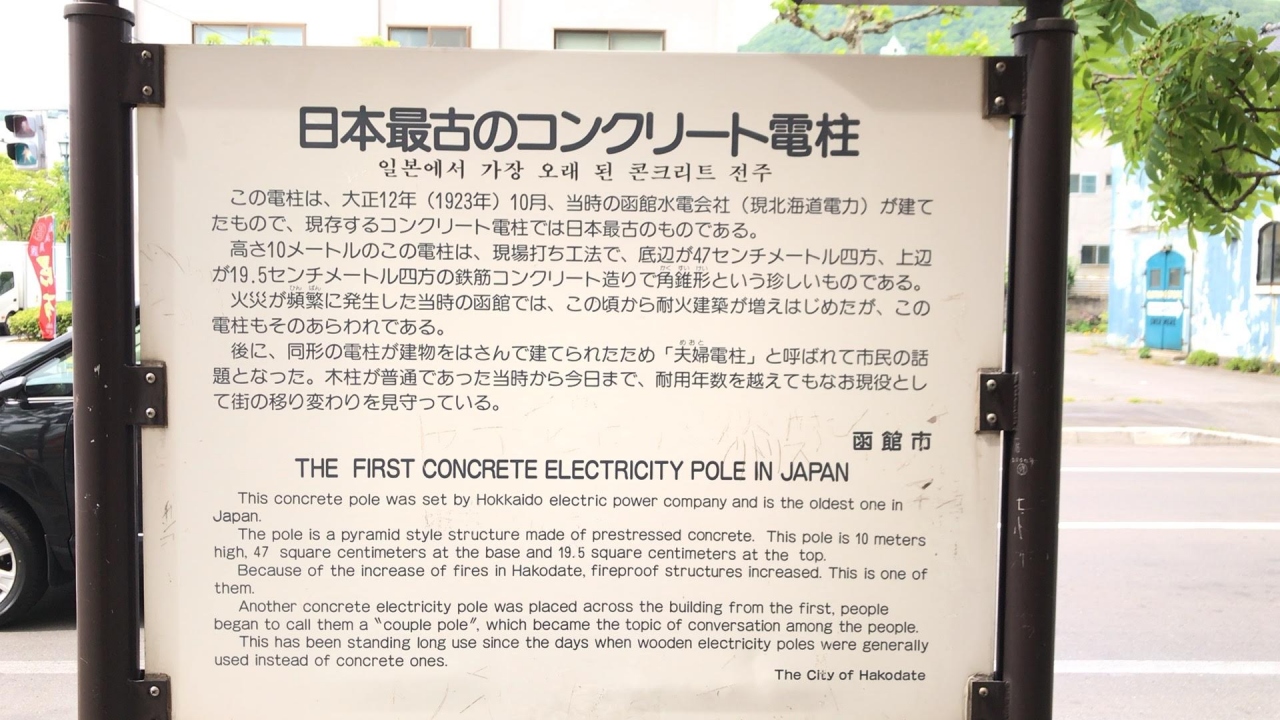 日本最古のコンクリート電柱
일본에서 가장 오래 된 콘크리트 전주
この電柱は、大正12年（1923年）10月、当時の函館水電会社（現北海道電力）が建て
たもので、現存するコンクリート電柱では日本最古のものである。
高さ10メートルのこの電柱は、現場打ち工法で、底辺が47センチメートル四方、上辺
が19.5センチメートル四方の鉄筋コンクリート造りで角錐形という珍しいものである。
火災が頻繁に発生した当時の函館では、この頃から耐火建築が増えはじめたが、この
電柱もそのあらわれである。
後に、同形の電柱が建物をはさんで建てられたため「夫婦電柱」と呼ばれて市民の話
題となった。木柱が普通であった当時から今日まで、耐用年数を越えてもなお現役とし
て街の移り変わりを見守っている。
函館市
THE FIRST CONCRETE ELECTRICITY POLE IN JAPAN
This concrete pole was set by Hokkaido electric power company and is the oldest one in
Japan.
The pole is a pyramid style structure made of prestressed concrete. This pole is 10 meters
high, 47 square centimeters at the base and 19.5 square centimeters at the top.
Because of the increase of fires in Hakodate, fireproof structures increased. This is one of
them.
Another concrete electricity pole was placed across the building from the first, people
began to call them a "couple pole", which became the topic of conversation among the people.
This has been standing long use since the days when wooden electricity poles were generally
used instead of concrete ones.
The City of Hakodate